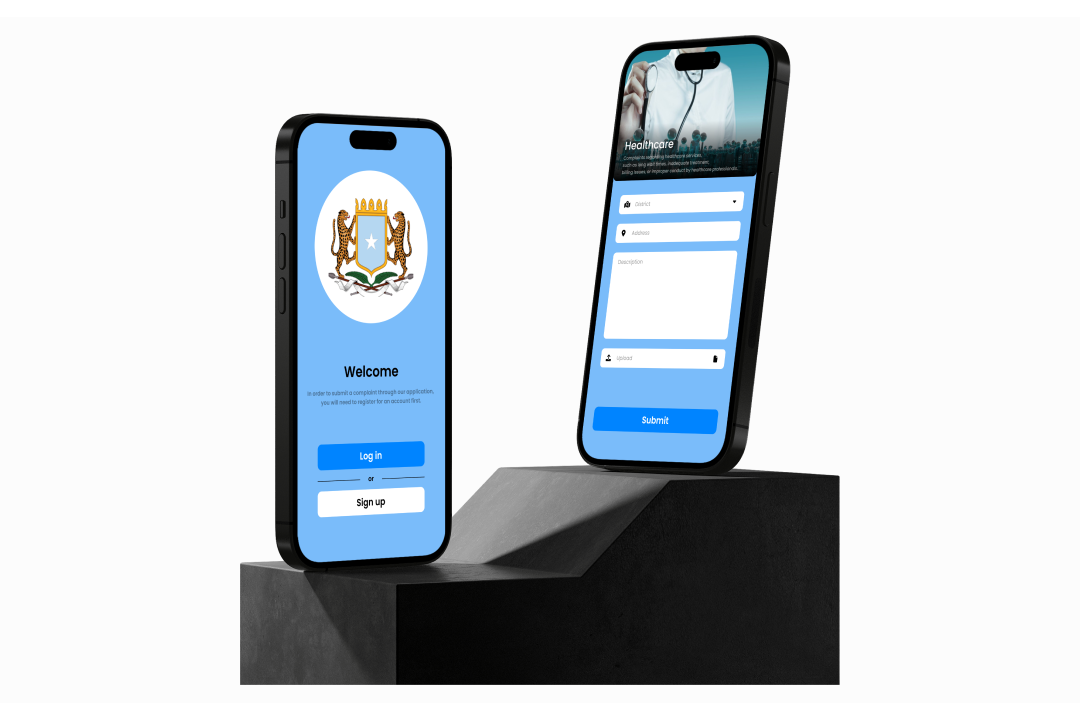 Welcome
In order to submit a complaint through our application,
you will need to register for an account first.
Log in
or
Sign up
Healthcare
Complaints regarding healthcare services,
such as long wait times, inadequate treatment,
billing issues, or improper conduct by healthcare professionals...
District
Address
Description
Upload
Submit